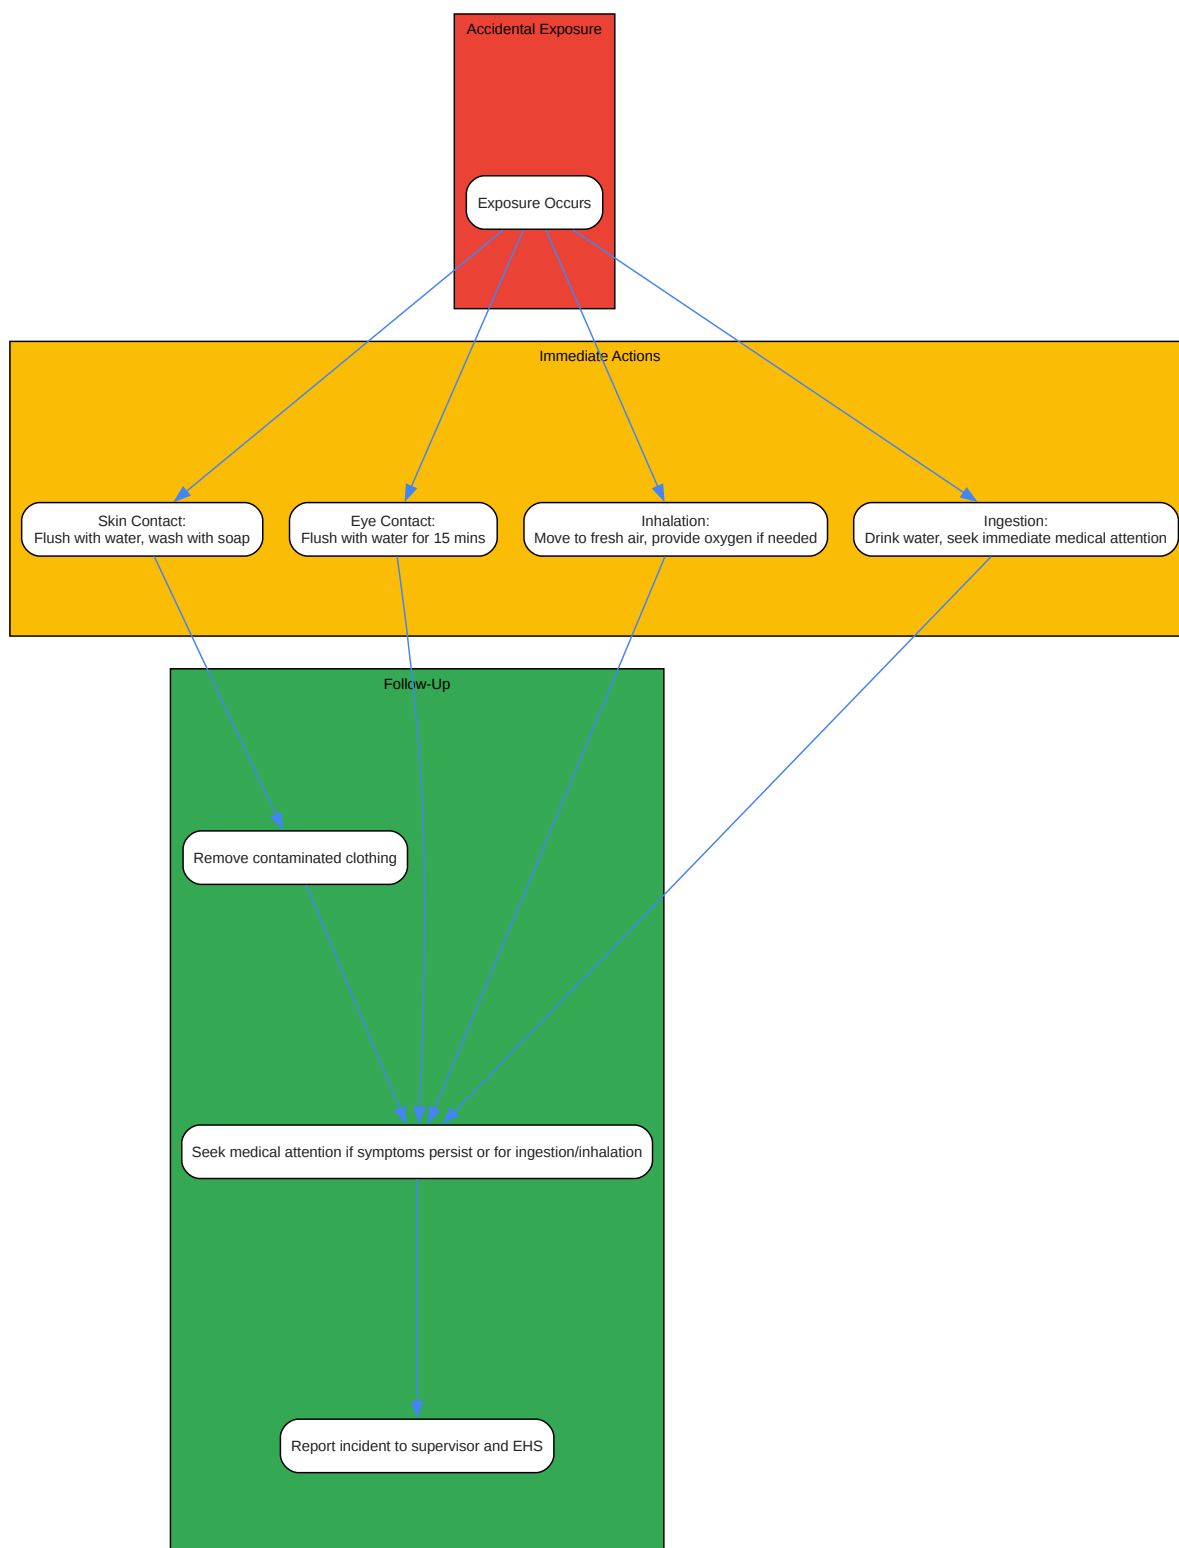 Accidental Exposure
Exposure Occurs
Immediate Actions
Skin Contact:
Flush with water, wash with soap
Eye Contact:
Flush with water for 15 mins
Inhalation:
Move to fresh air, provide oxygen if needed
Ingestion:
Drink water, seek immediate medical attention
Follow-Up
Remove contaminated clothing
Seek medical attention if symptoms persist or for ingestion/inhalation
Report incident to supervisor and EHS